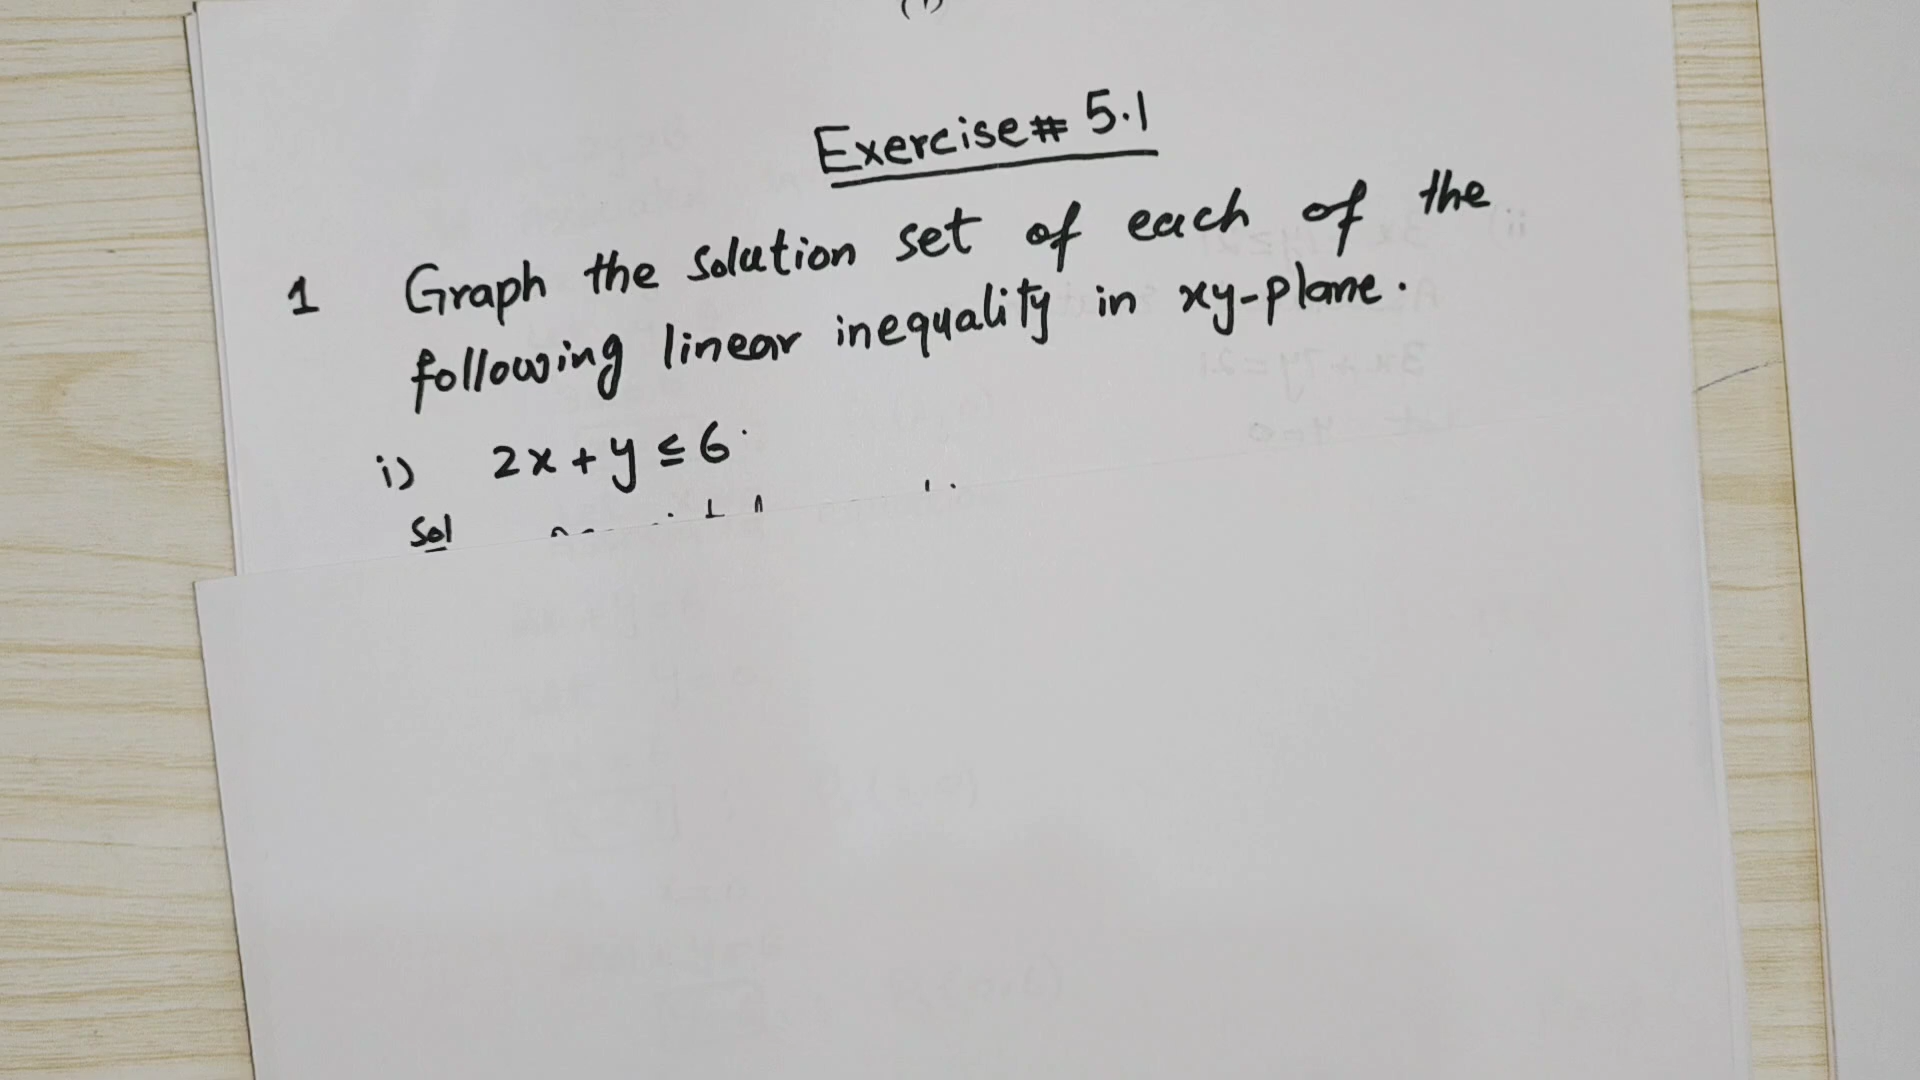 Exercise# 5.1
1 Graph the solution set of each of the
following linear inequality in xy-plane.
i) 2x + y ≤ 6
Sol